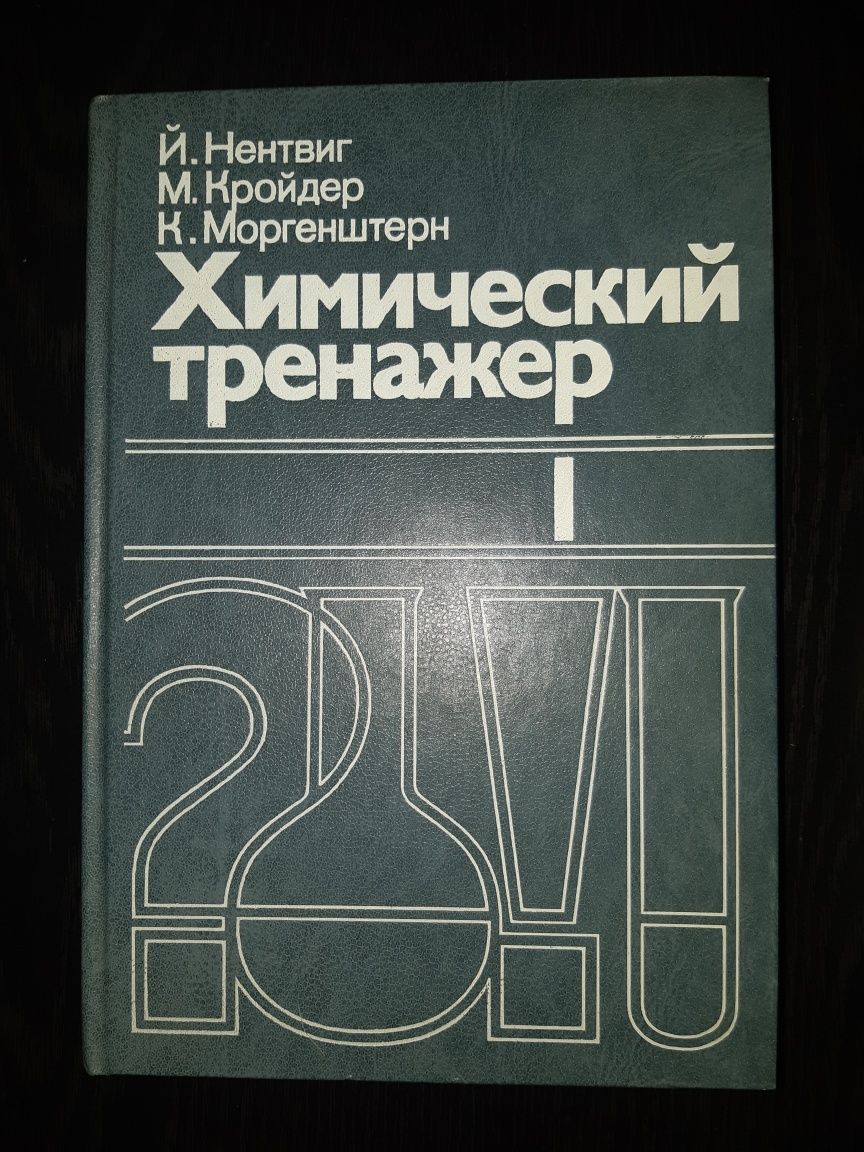 Й. Нентвиг
М. Кройдер
К. Моргенштерн
Химический
тренажер
I